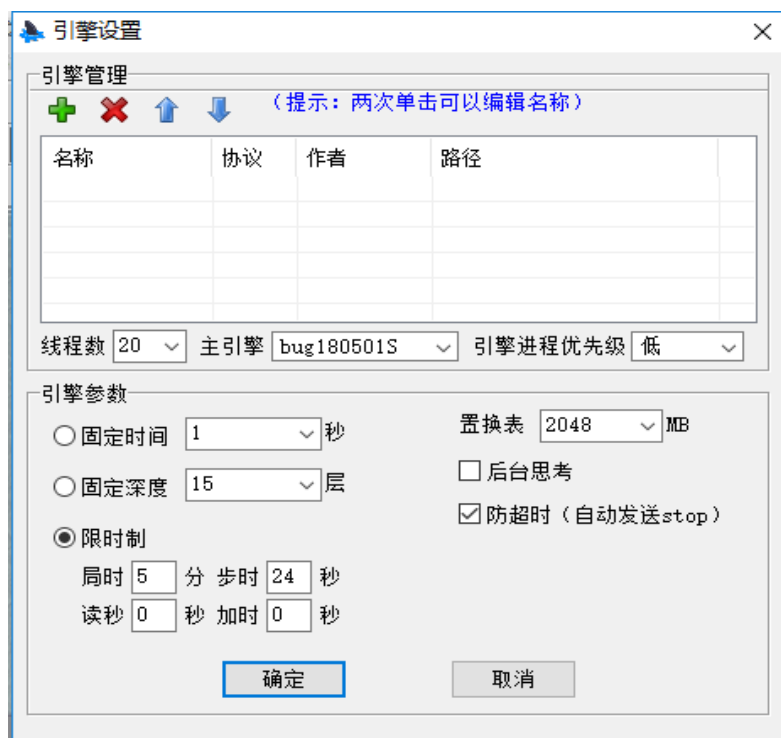 引擎设置
引擎管理
（提示：两次单击可以编辑名称）
名称 协议 作者 路径
线程数 20 主引擎 bug180501S 引擎进程优先级 低
引擎参数
固定时间 1 秒 置换表 2048 MB
固定深度 15 层 后台思考
限时制 防超时（自动发送stop）
局时 5 分 步时 24 秒
读秒 0 秒 加时 0 秒
确定 取消